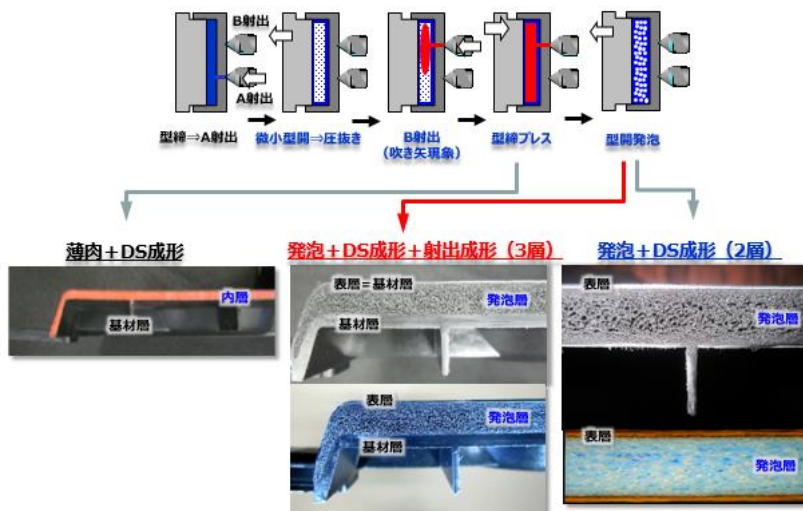 B射出
A射出
型締⇒A射出
微小型開⇒圧抜き
B射出
（吹き矢現象）
型締プレス
型開発泡
薄肉＋DS成形
内層
基材層
発泡＋DS成形＋射出成形（3層）
表層＝基材層
発泡層
基材層
表層
発泡層
基材層
発泡＋DS成形（2層）
表層
発泡層
表層
発泡層